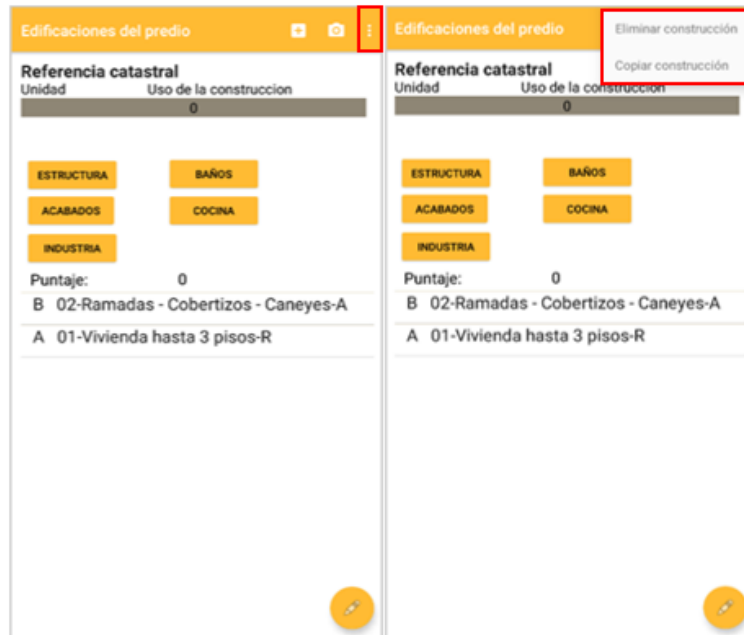 Edificaciones del predio
Referencia catastral
Unidad Uso de la construccion
0
ESTRUCTURA BAÑOS
ACABADOS COCINA
INDUSTRIA
Puntaje: 0
B 02-Ramadas - Cobertizos - Caneyes-A
A 01-Vivienda hasta 3 pisos-R
Edificaciones del predio
Eliminar construcción
Copiar construcción
Referencia catastral
Unidad Uso de la construccion
0
ESTRUCTURA BAÑOS
ACABADOS COCINA
INDUSTRIA
Puntaje: 0
B 02-Ramadas - Cobertizos - Caneyes-A
A 01-Vivienda hasta 3 pisos-R